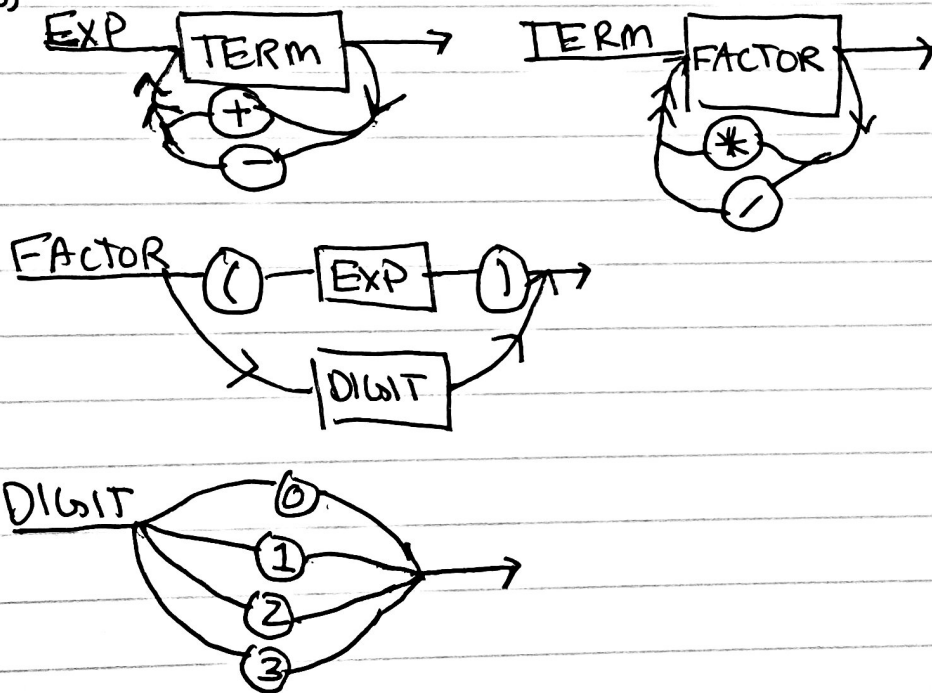 EXP TERM TERM FACTOR
+ *
- /
FACTOR ( EXP )
DIGIT
DIGIT 0
1
2
3